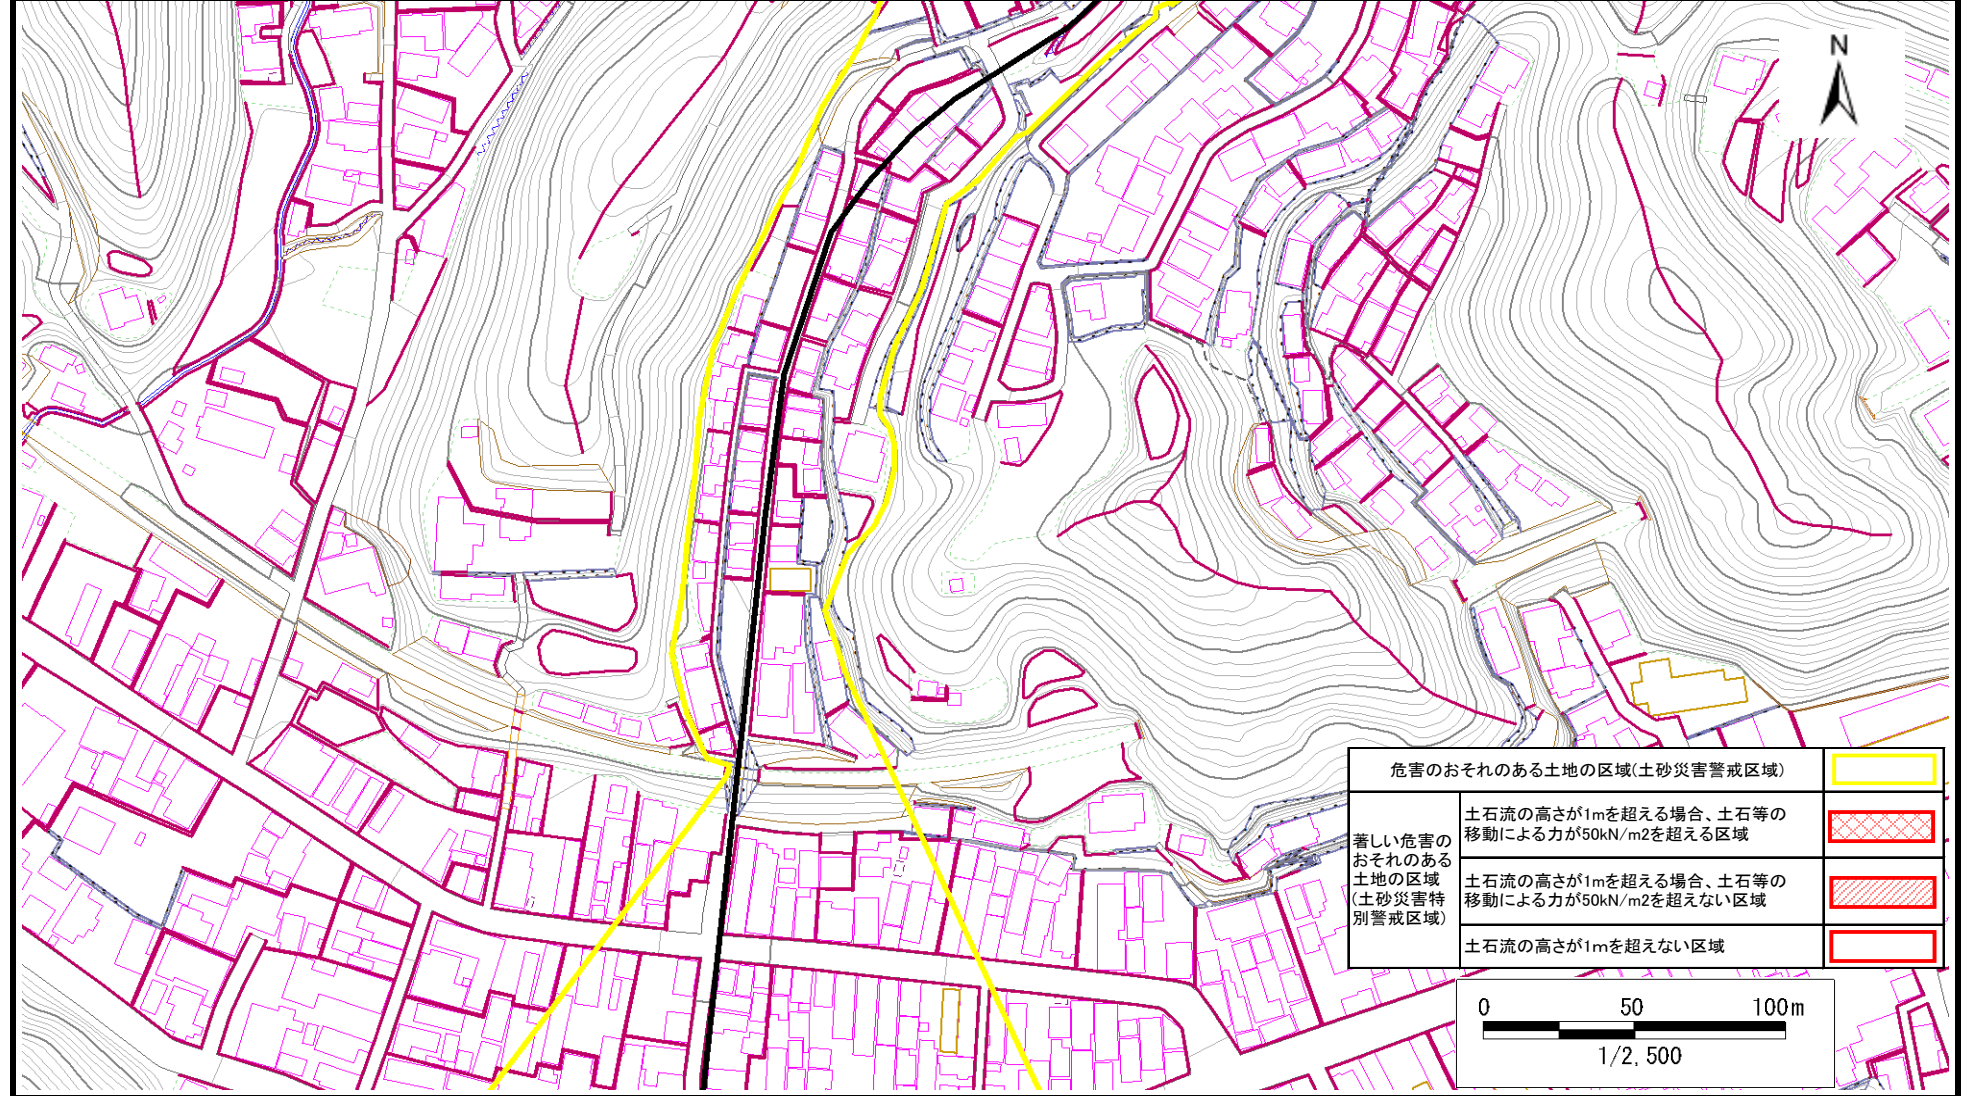 N
危害のおそれのある土地の区域(土砂災害警戒区域)
著しい危害の
おそれのある
土地の区域
(土砂災害特
別警戒区域)
土石流の高さが1mを超える場合、土石等の
移動による力が50kN/m2を超える区域
土石流の高さが1mを超える場合、土石等の
移動による力が50kN/m2を超えない区域
土石流の高さが1mを超えない区域
0 50 100m
1/2,500